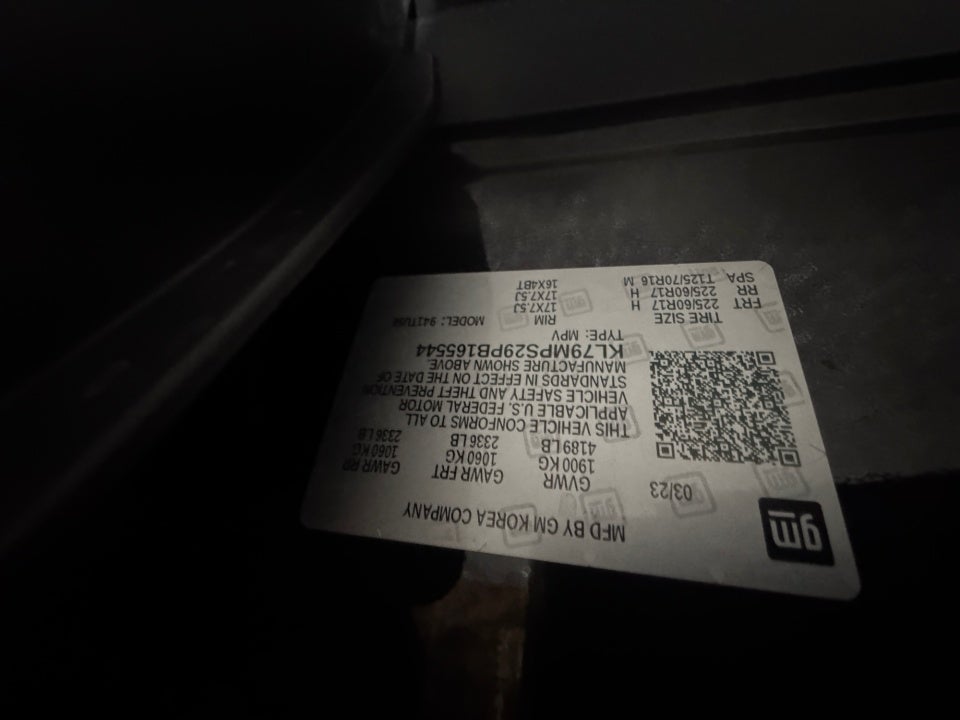 gm
MFD BY GM KOREA COMPANY
03/23
GVWR GAWR FRT GAWR RR
1900 KG 1060 KG 1060 KG
4189 LB 2336 LB 2336 LB
THIS VEHICLE CONFORMS TO ALL
APPLICABLE U.S. FEDERAL MOTOR
VEHICLE SAFETY AND THEFT PREVENTION
STANDARDS IN EFFECT ON THE DATE OF
MANUFACTURE SHOWN ABOVE.
KL79MPS29PB165544
TYPE: MPV
TIRE SIZE RIM MODEL:
FRT 225/60R17 H 17X7.5J
RR 225/60R17 H 17X7.5J
SPA T125/70R16 M 16X4BT